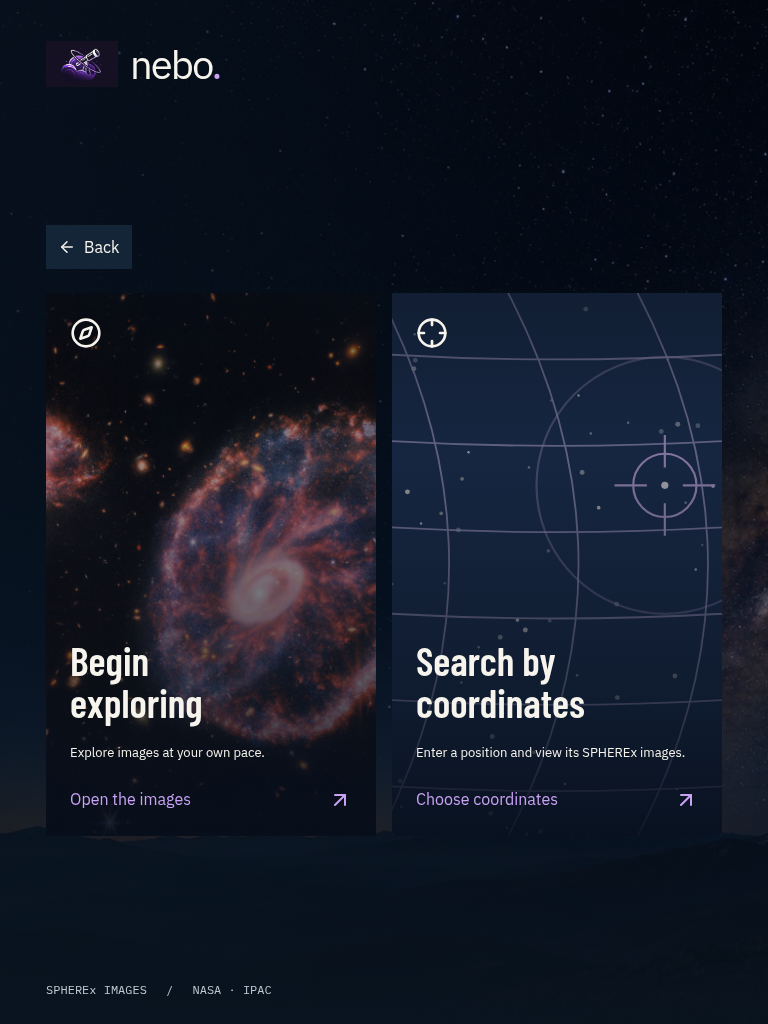 nebo.
Back
Begin
exploring
Explore images at your own pace.
Open the images
Search by
coordinates
Enter a position and view its SPHEREx images.
Choose coordinates
SPHEREx IMAGES / NASA · IPAC